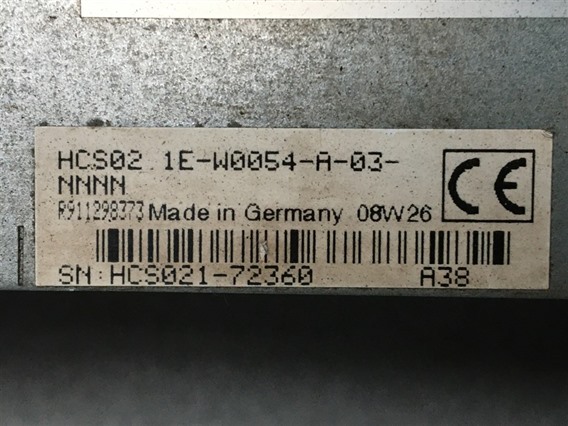 HCS02 1E-W0054-A-03-
NNNN
CE
R911298373 Made in Germany 08W26
SN:HCS021-72360 A38